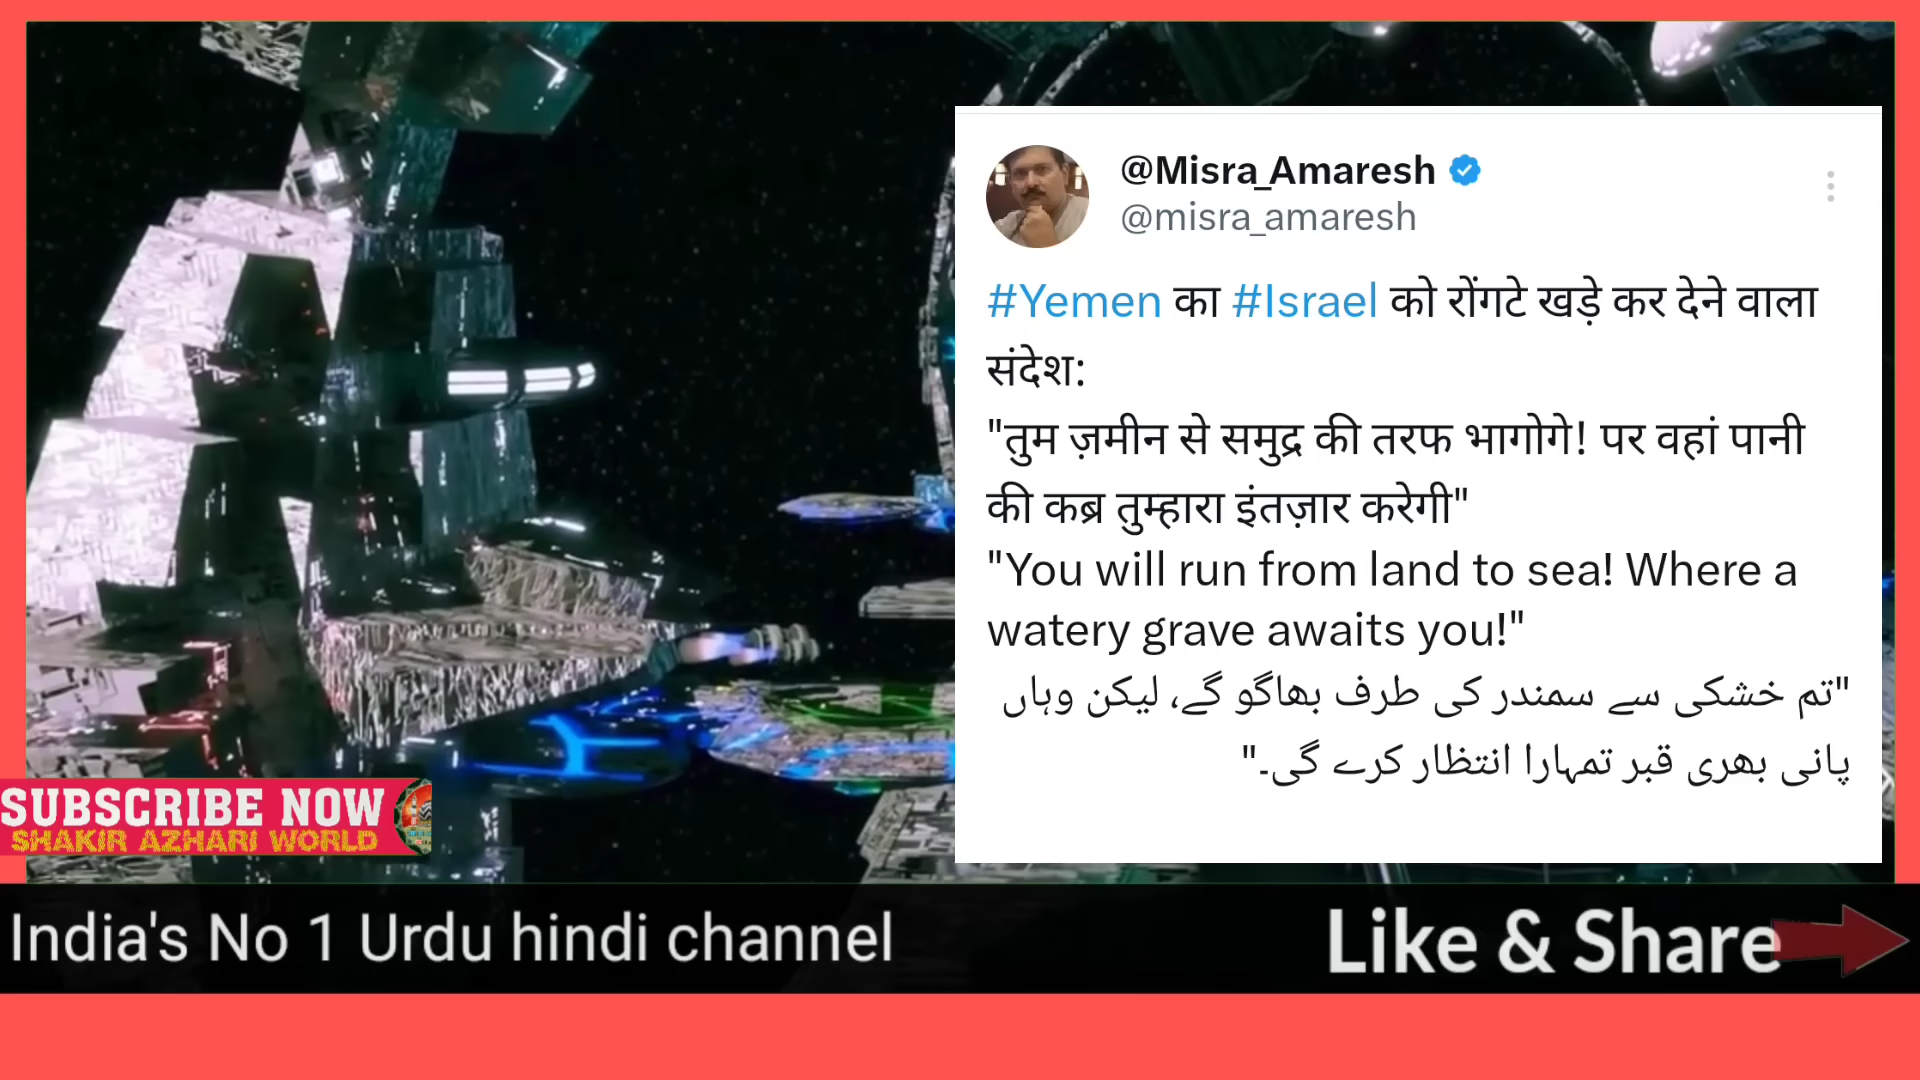 @Misra_Amaresh
@misra_amaresh
#Yemen का #Israel को रोंगटे खड़े कर देने वाला
संदेश:
"तुम ज़मीन से समुद्र की तरफ भागोगे! पर वहां पानी
की कब्र तुम्हारा इंतज़ार करेगी"
"You will run from land to sea! Where a
watery grave awaits you!"
"تم خشکی سے سمندر کی طرف بھاگو گے، لیکن وہاں
پانی بھری قبر تمہارا انتظار کرے گی۔"
SUBSCRIBE NOW
SHAKIR AZHARI WORLD
India's No 1 Urdu hindi channel
Like & Share